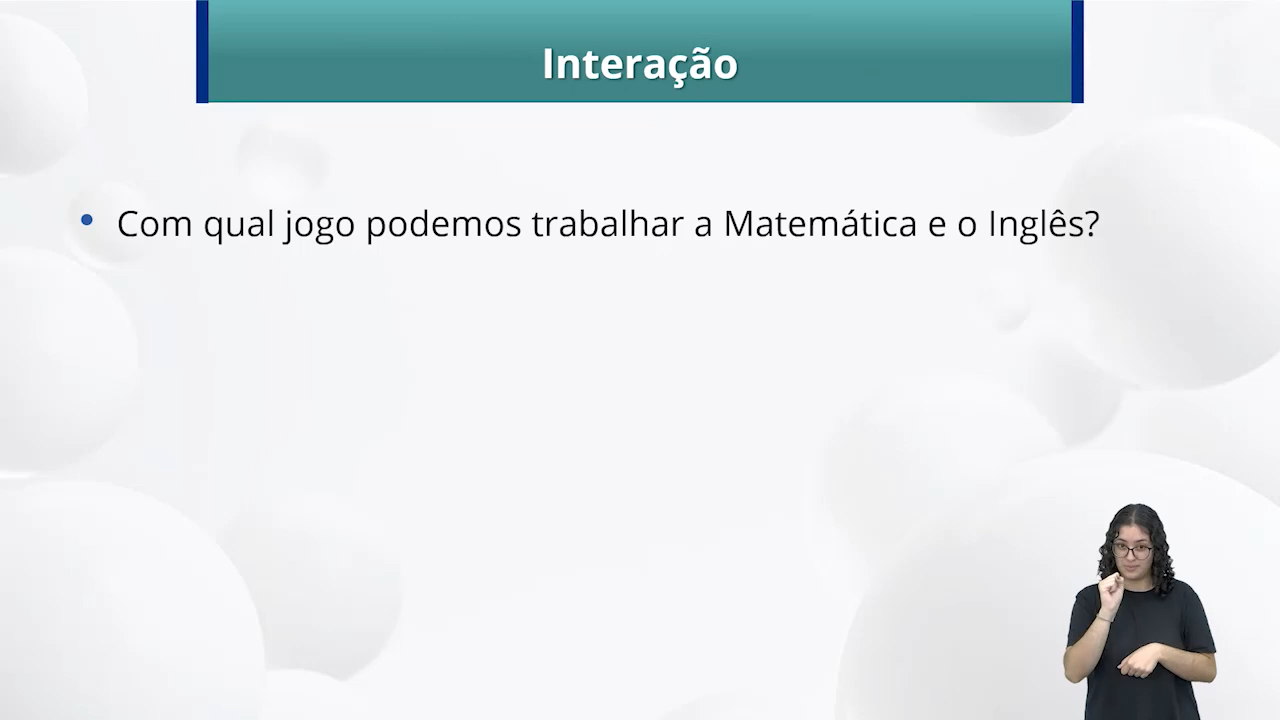 Interação
• Com qual jogo podemos trabalhar a Matemática e o Inglês?